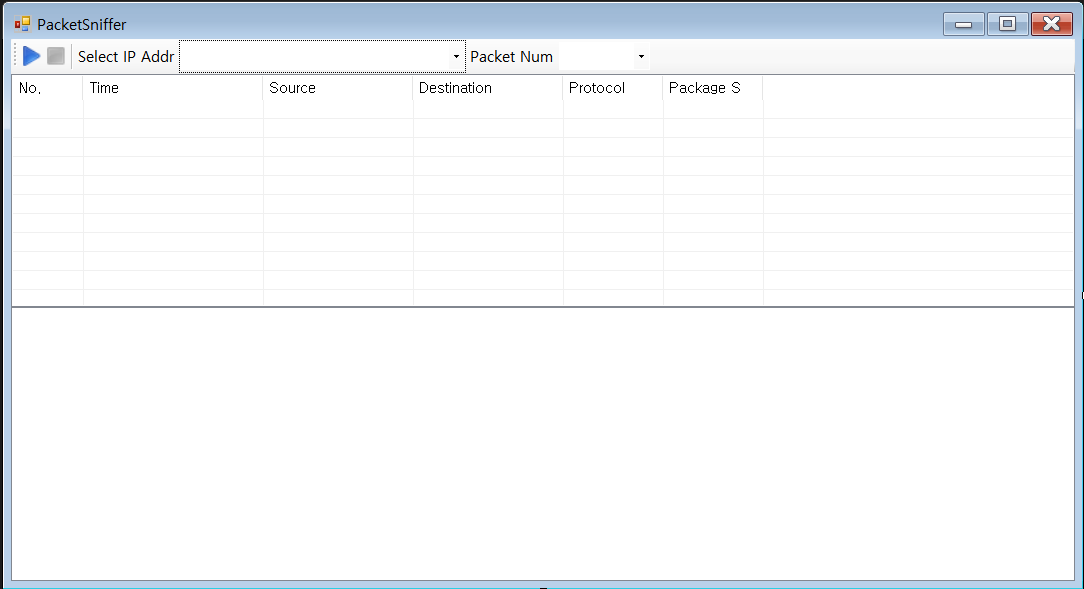 PacketSniffer
Select IP Addr Packet Num
No. Time Source Destination Protocol Package S